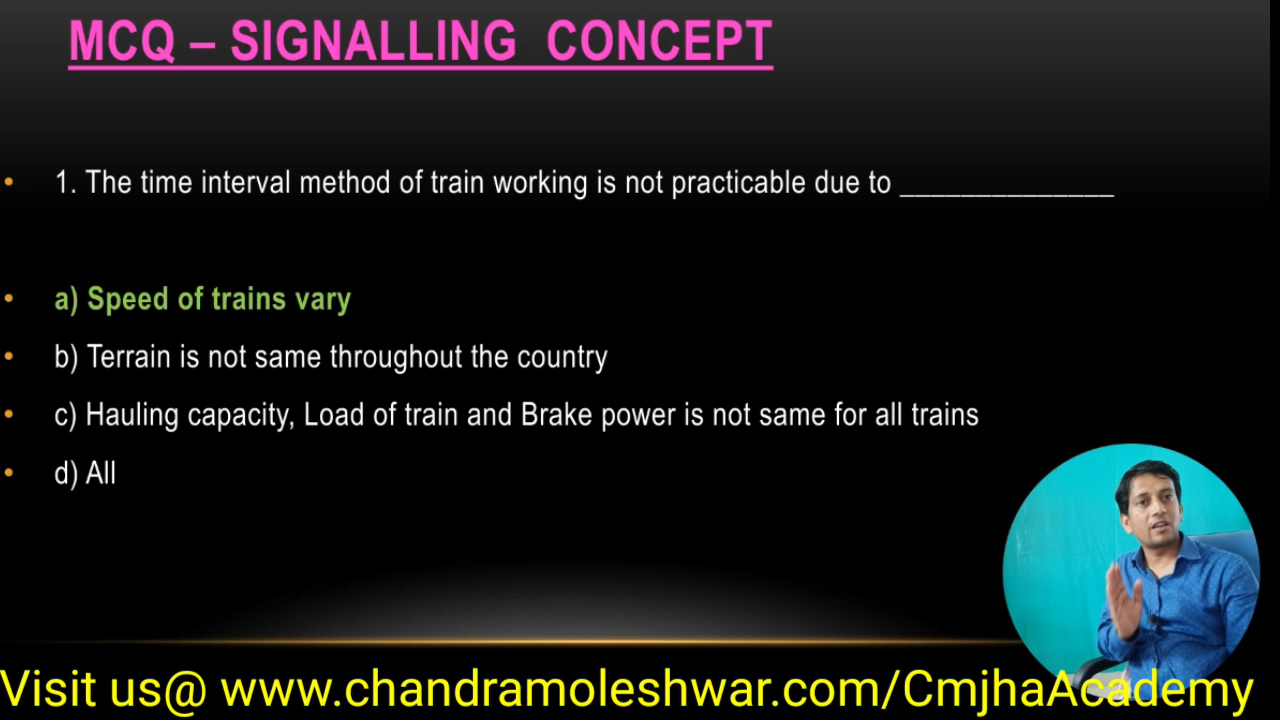 MCQ – SIGNALLING CONCEPT
• 1. The time interval method of train working is not practicable due to ______________
• a) Speed of trains vary
• b) Terrain is not same throughout the country
• c) Hauling capacity, Load of train and Brake power is not same for all trains
• d) All
Visit us@ www.chandramoleshwar.com/CmjhaAcademy